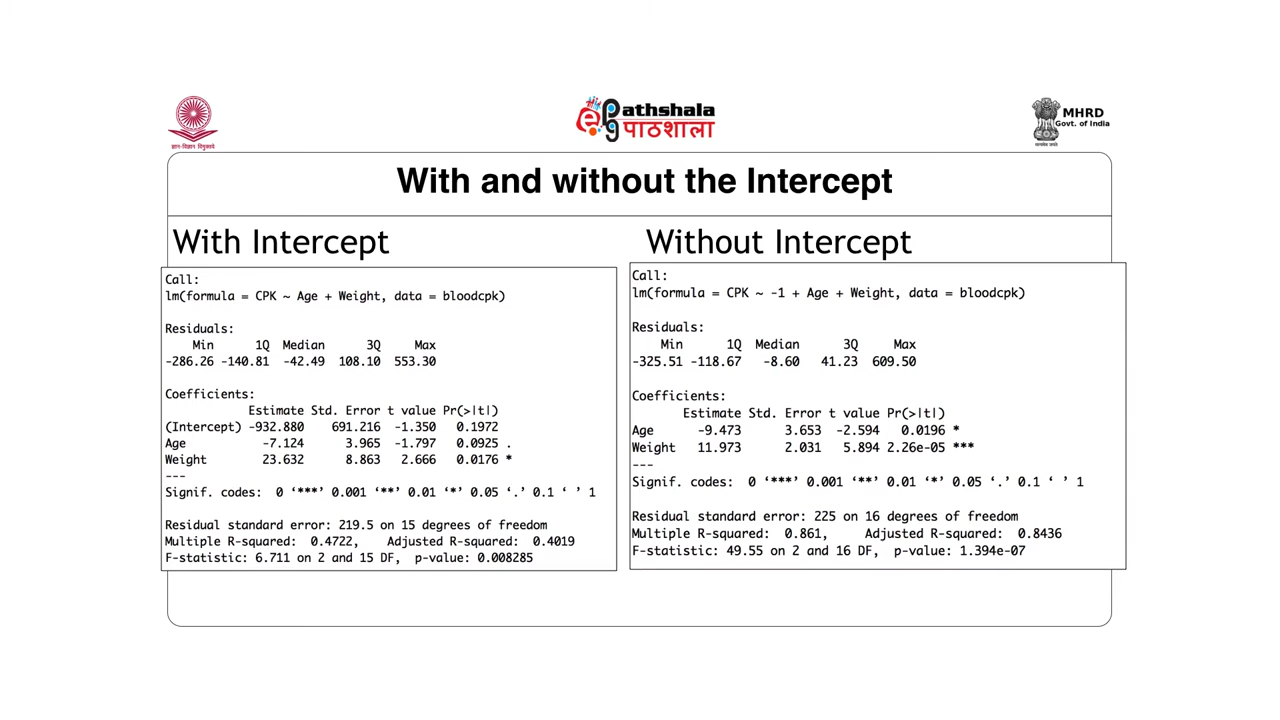 ज्ञान-विज्ञान विमुक्तये
Pathshala
पाठशाला
MHRD
Govt. of India
सत्यमेव जयते
With and without the Intercept
With Intercept
Call:
lm(formula = CPK ~ Age + Weight, data = bloodcpk)
Residuals:
Min 1Q Median 3Q Max
-286.26 -140.81 -42.49 108.10 553.30
Coefficients:
Estimate Std. Error t value Pr(>|t|)
(Intercept) -932.880 691.216 -1.350 0.1972
Age -7.124 3.965 -1.797 0.0925 .
Weight 23.632 8.863 2.666 0.0176 *
---
Signif. codes: 0 ‘***’ 0.001 ‘**’ 0.01 ‘*’ 0.05 ‘.’ 0.1 ‘ ’ 1
Residual standard error: 219.5 on 15 degrees of freedom
Multiple R-squared: 0.4722, Adjusted R-squared: 0.4019
F-statistic: 6.711 on 2 and 15 DF, p-value: 0.008285
Without Intercept
Call:
lm(formula = CPK ~ -1 + Age + Weight, data = bloodcpk)
Residuals:
Min 1Q Median 3Q Max
-325.51 -118.67 -8.60 41.23 609.50
Coefficients:
Estimate Std. Error t value Pr(>|t|)
Age -9.473 3.653 -2.594 0.0196 *
Weight 11.973 2.031 5.894 2.26e-05 ***
---
Signif. codes: 0 ‘***’ 0.001 ‘**’ 0.01 ‘*’ 0.05 ‘.’ 0.1 ‘ ’ 1
Residual standard error: 225 on 16 degrees of freedom
Multiple R-squared: 0.861, Adjusted R-squared: 0.8436
F-statistic: 49.55 on 2 and 16 DF, p-value: 1.394e-07